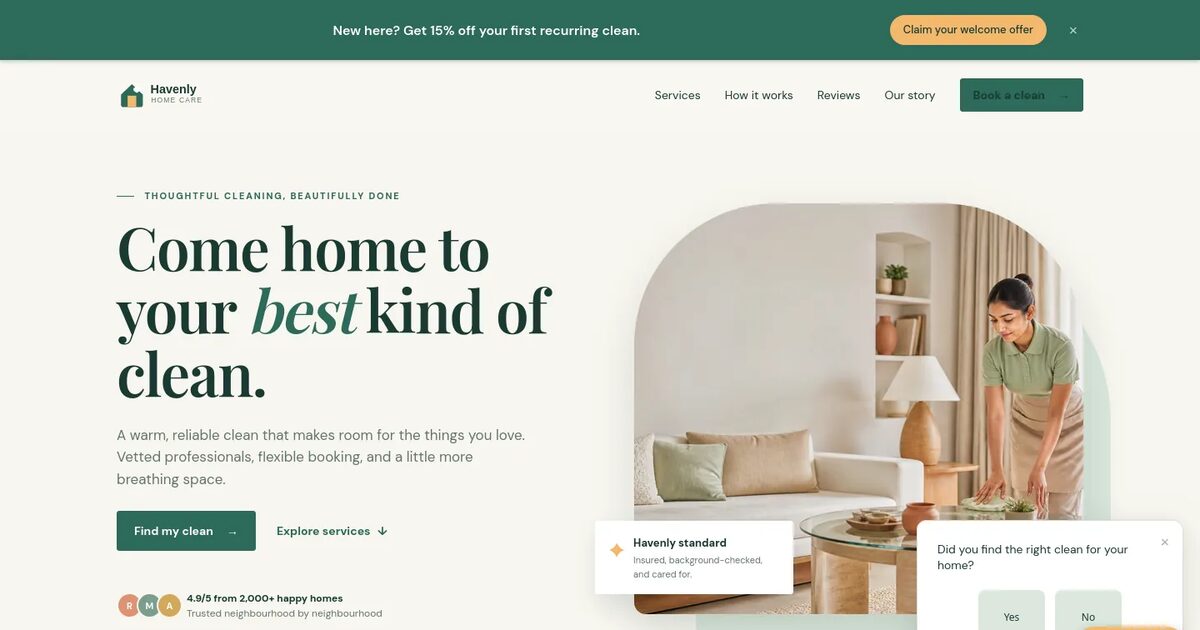 New here? Get 15% off your first recurring clean.
Claim your welcome offer
×
Havenly
HOME CARE
Services
How it works
Reviews
Our story
Book a clean →
THOUGHTFUL CLEANING, BEAUTIFULLY DONE
Come home to
your best kind of
clean.
A warm, reliable clean that makes room for the things you love.
Vetted professionals, flexible booking, and a little more
breathing space.
Find my clean →
Explore services ↓
R M A
4.9/5 from 2,000+ happy homes
Trusted neighbourhood by neighbourhood
Havenly standard
Insured, background-checked,
and cared for.
×
Did you find the right clean for your
home?
Yes
No